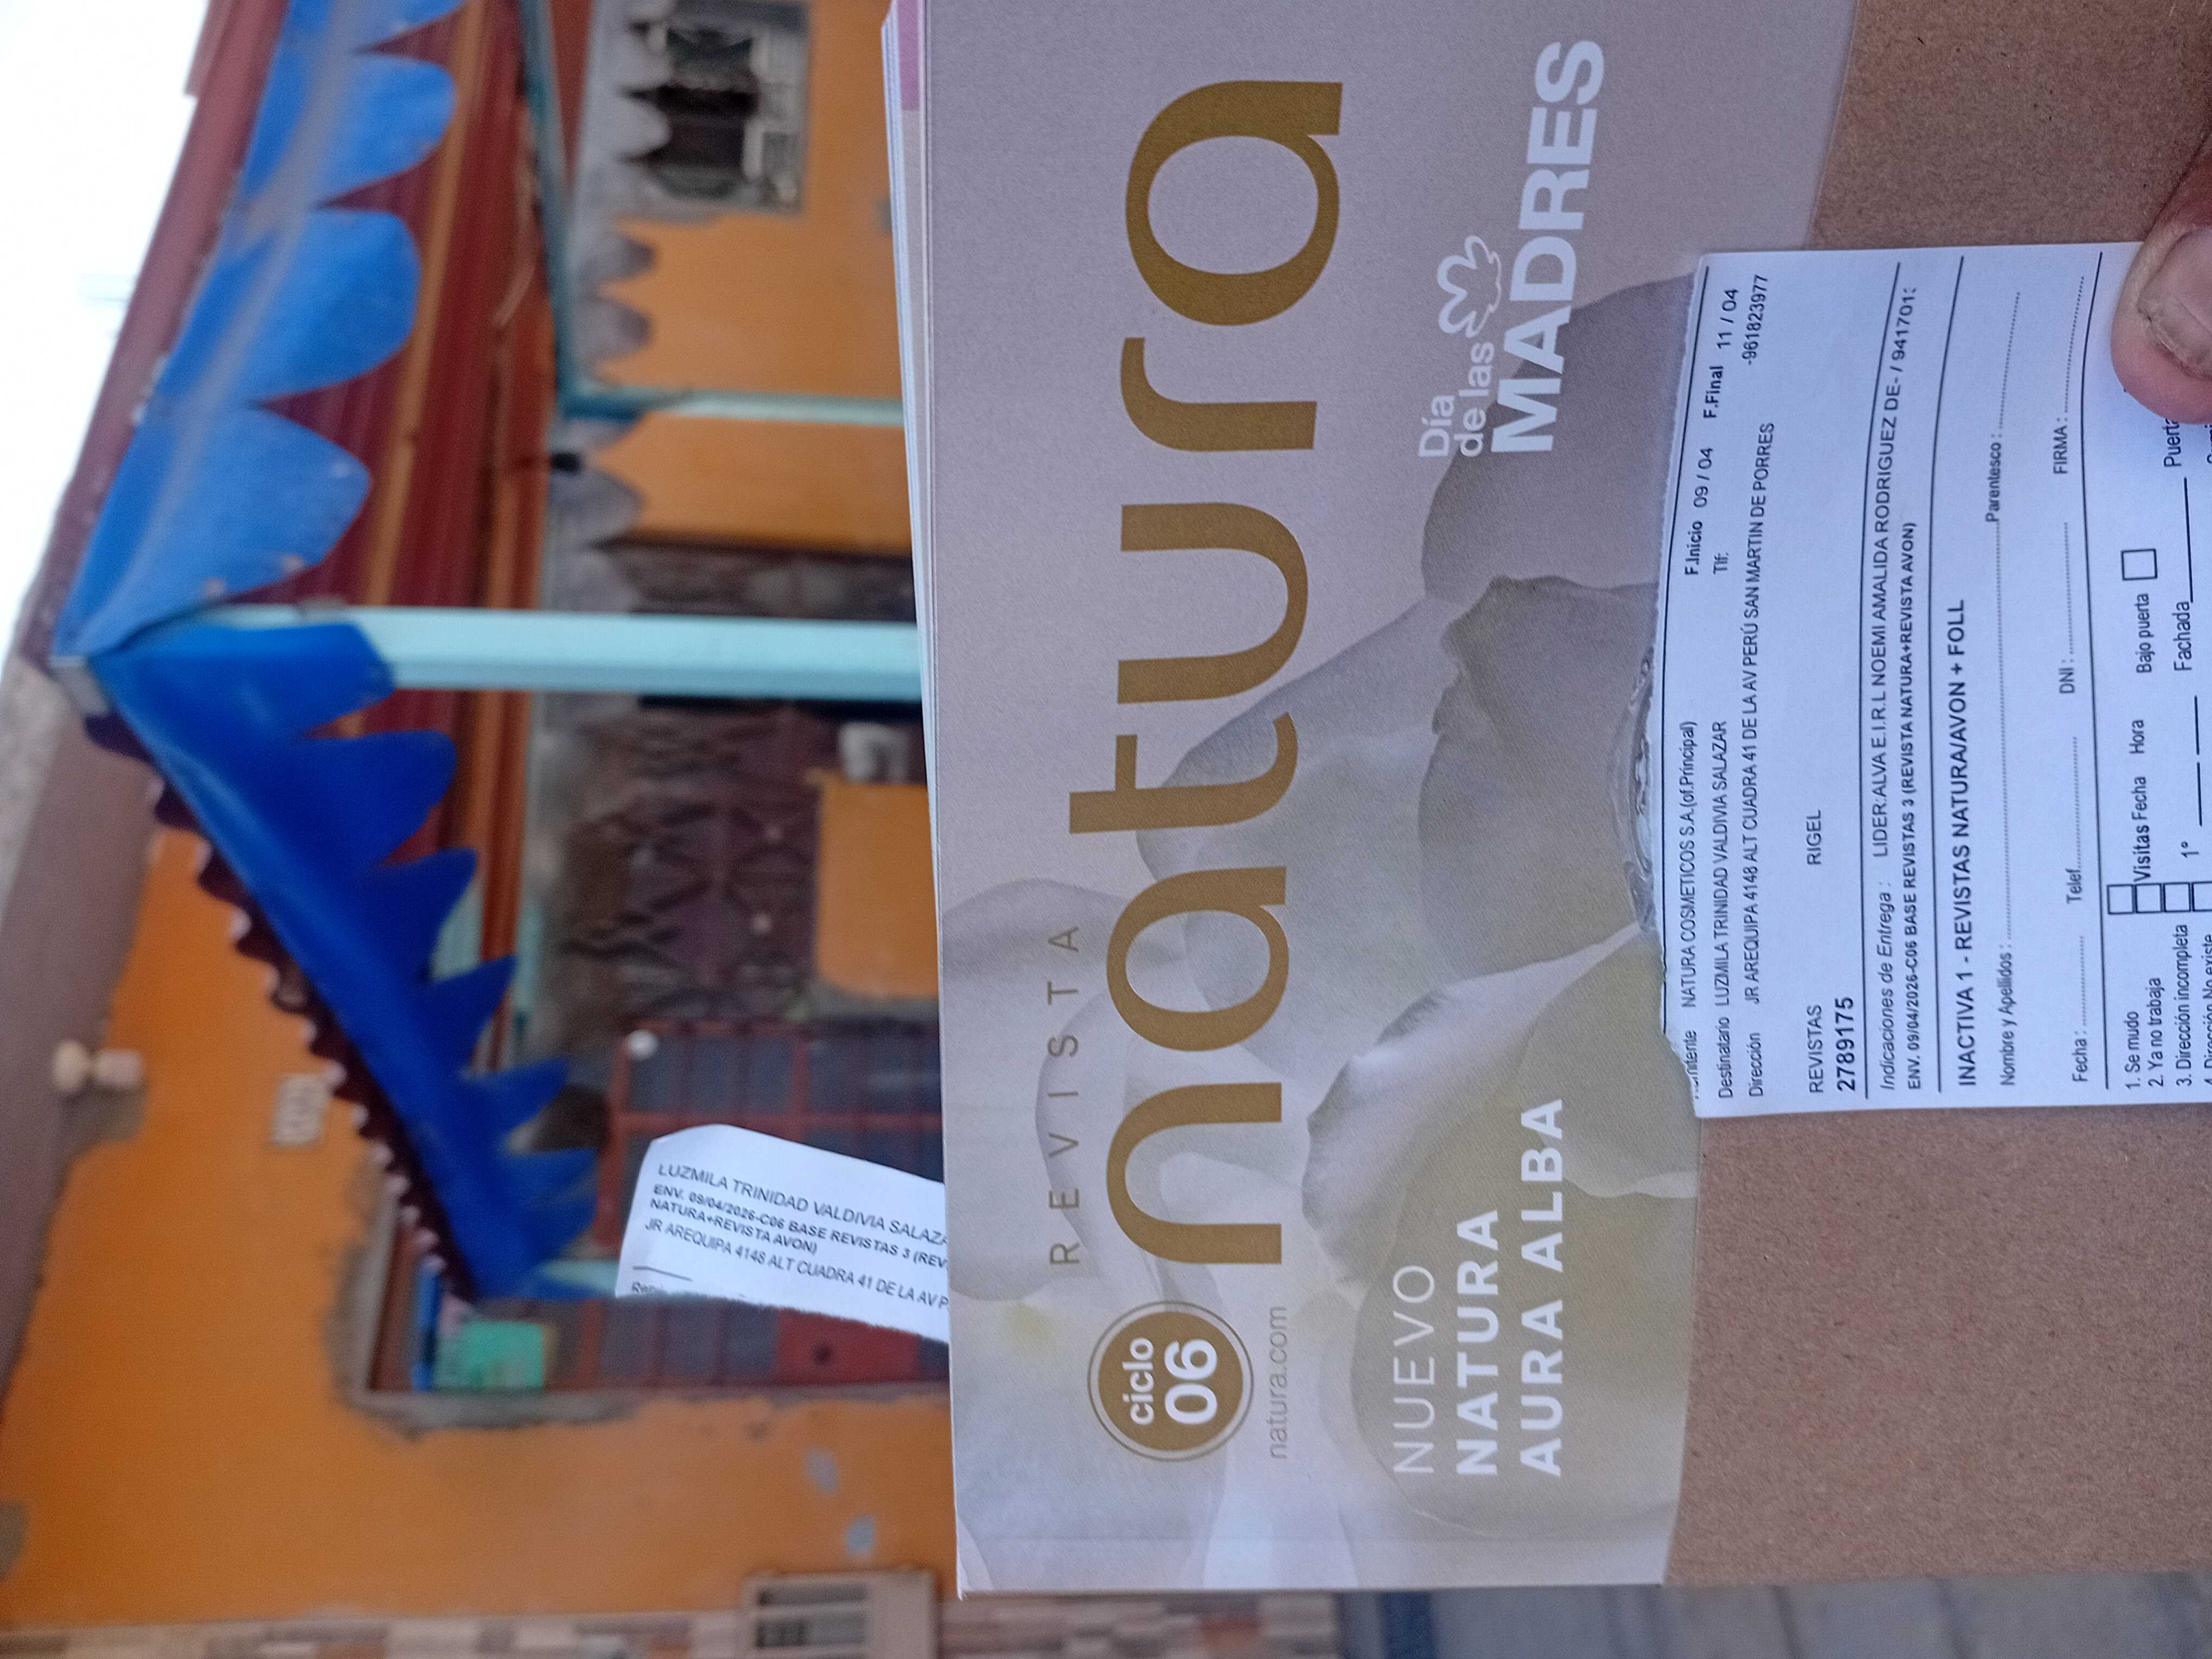 REVISTA
natura
ciclo
06
natura.com
Día
de las
MADRES
NUEVO
NATURA
AURA ALBA
LUZMILA TRINIDAD VALDIVIA SALAZA
ENV. 09/04/2026-C06 BASE REVISTAS 3 (REV
NATURA+REVISTA AVON)
JR AREQUIPA 4148 ALT CUADRA 41 DE LA AV P
NATURA COSMETICOS S.A.(of.Principal) F.Inicio 09 / 04 F.Final 11 / 04
Destinatario LUZMILA TRINIDAD VALDIVIA SALAZAR Tlf: -961823977
Dirección JR AREQUIPA 4148 ALT CUADRA 41 DE LA AV PERÚ SAN MARTIN DE PORRES
REVISTAS RIGEL
2789175
Indicaciones de Entrega : LIDER:ALVA E.I.R.L NOEMI AMALIDA RODRIGUEZ DE- / 941701
ENV. 09/04/2026-C06 BASE REVISTAS 3 (REVISTA NATURA+REVISTA AVON)
INACTIVA 1 - REVISTAS NATURA/AVON + FOLL
Nombre y Apellidos : Parentesco :
Fecha : Telef. DNI : FIRMA :
1. Se mudo Visitas Fecha Hora Bajo puerta
2. Ya no trabaja 1º Fachada Puerta
3. Dirección incompleta